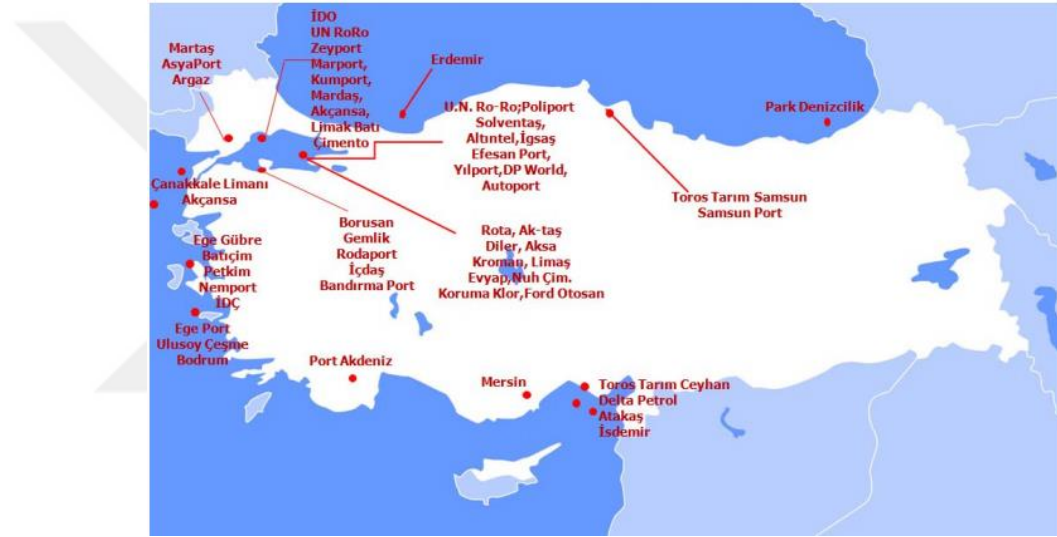 İDO
UN RoRo
Zeyport
Marport,
Kumport,
Mardaş,
Akçansa,
Limak Batı
Çimento
Martaş
AsyaPort
Argaz
Erdemir
U.N. Ro-Ro;Poliport
Solventaş,
Altıntel,İgsaş
Efesan Port,
Yılport,DP World,
Autoport
Park Denizcilik
Çanakkale Limanı
Akçansa
Toros Tarım Samsun
Samsun Port
Borusan
Gemlik
Rodaport
İçdaş
Bandırma Port
Rota, Ak-taş
Diler, Aksa
Kroman, Limaş
Evyap,Nuh Çim.
Koruma Klor,Ford Otosan
Ege Gübre
Batıçim
Petkim
Nemport
İDÇ
Ege Port
Ulusoy Çeşme
Bodrum
Port Akdeniz
Mersin
Toros Tarım Ceyhan
Delta Petrol
Atakaş
İsdemir